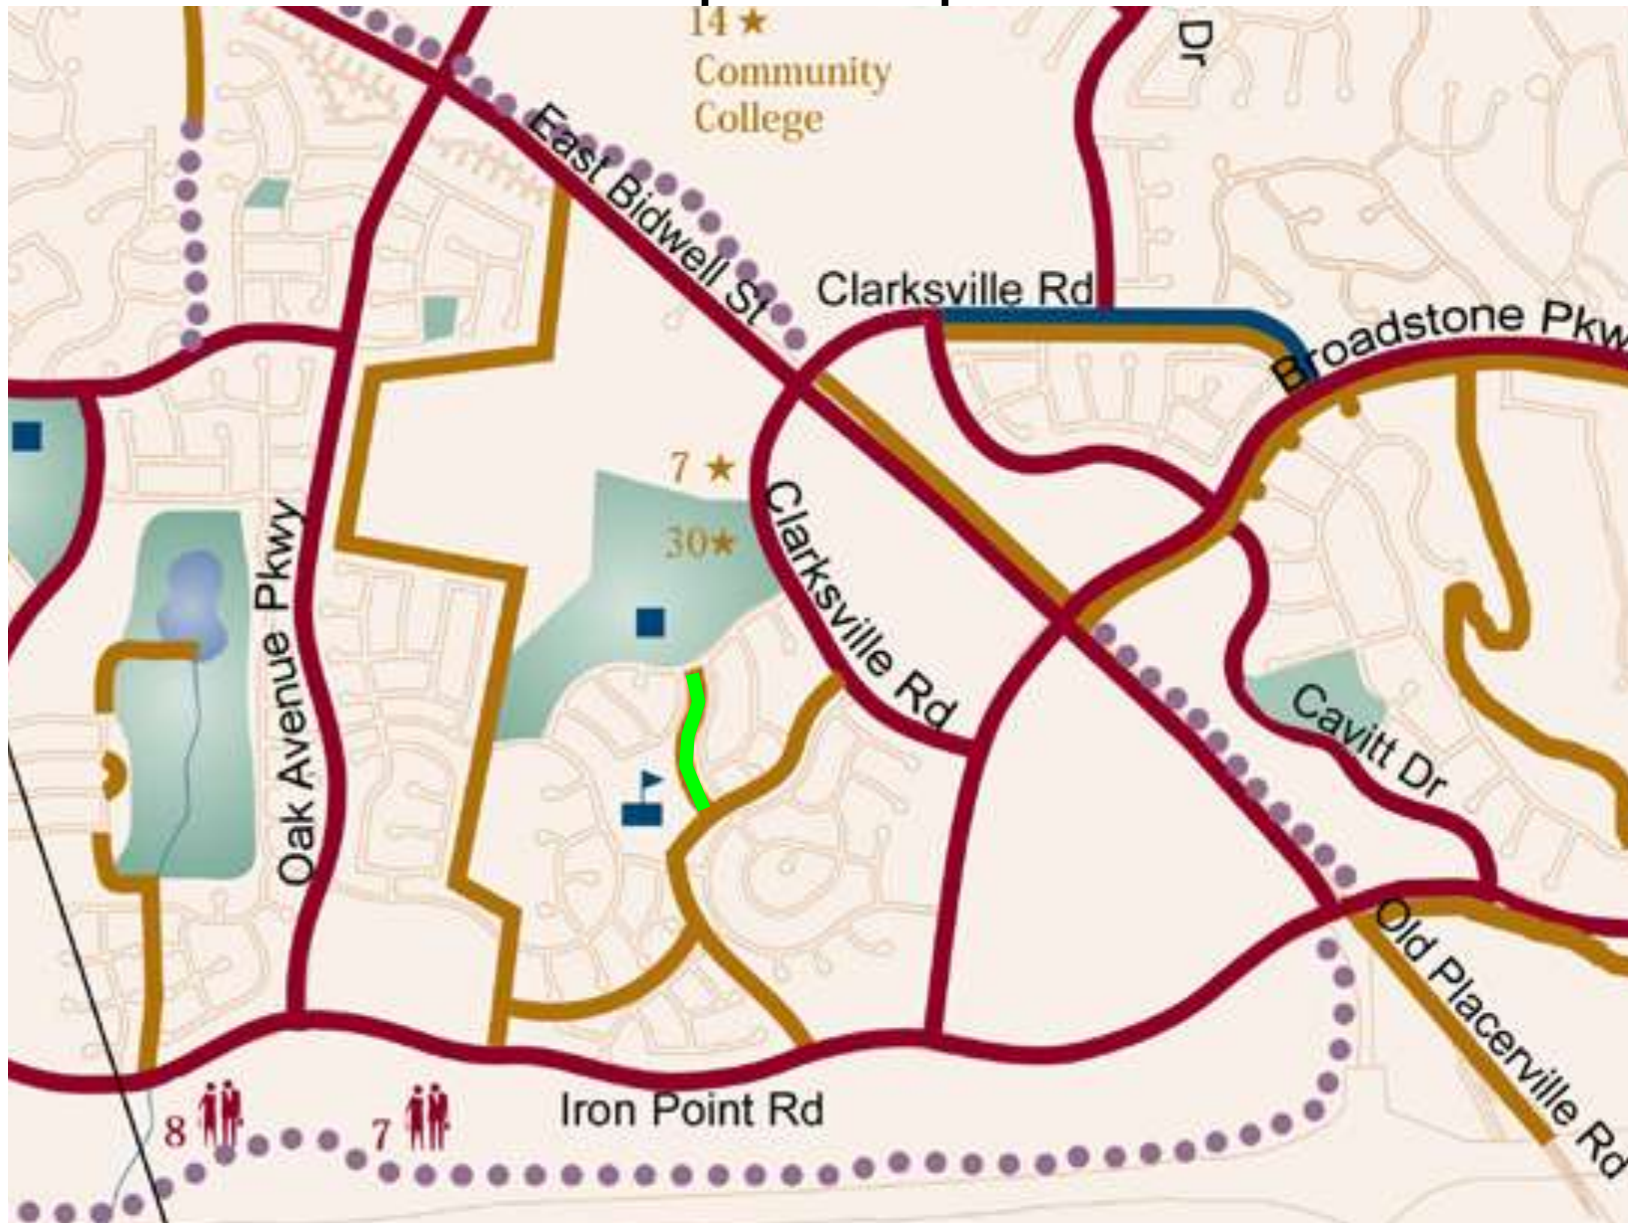 14
Community
College
Dr
East Bidwell St
Clarksville Rd
Broadstone Pkw
7
30
Clarksville Rd
Oak Avenue Pkwy
Cavitt Dr
Old Placerville Rd
Iron Point Rd
8
7